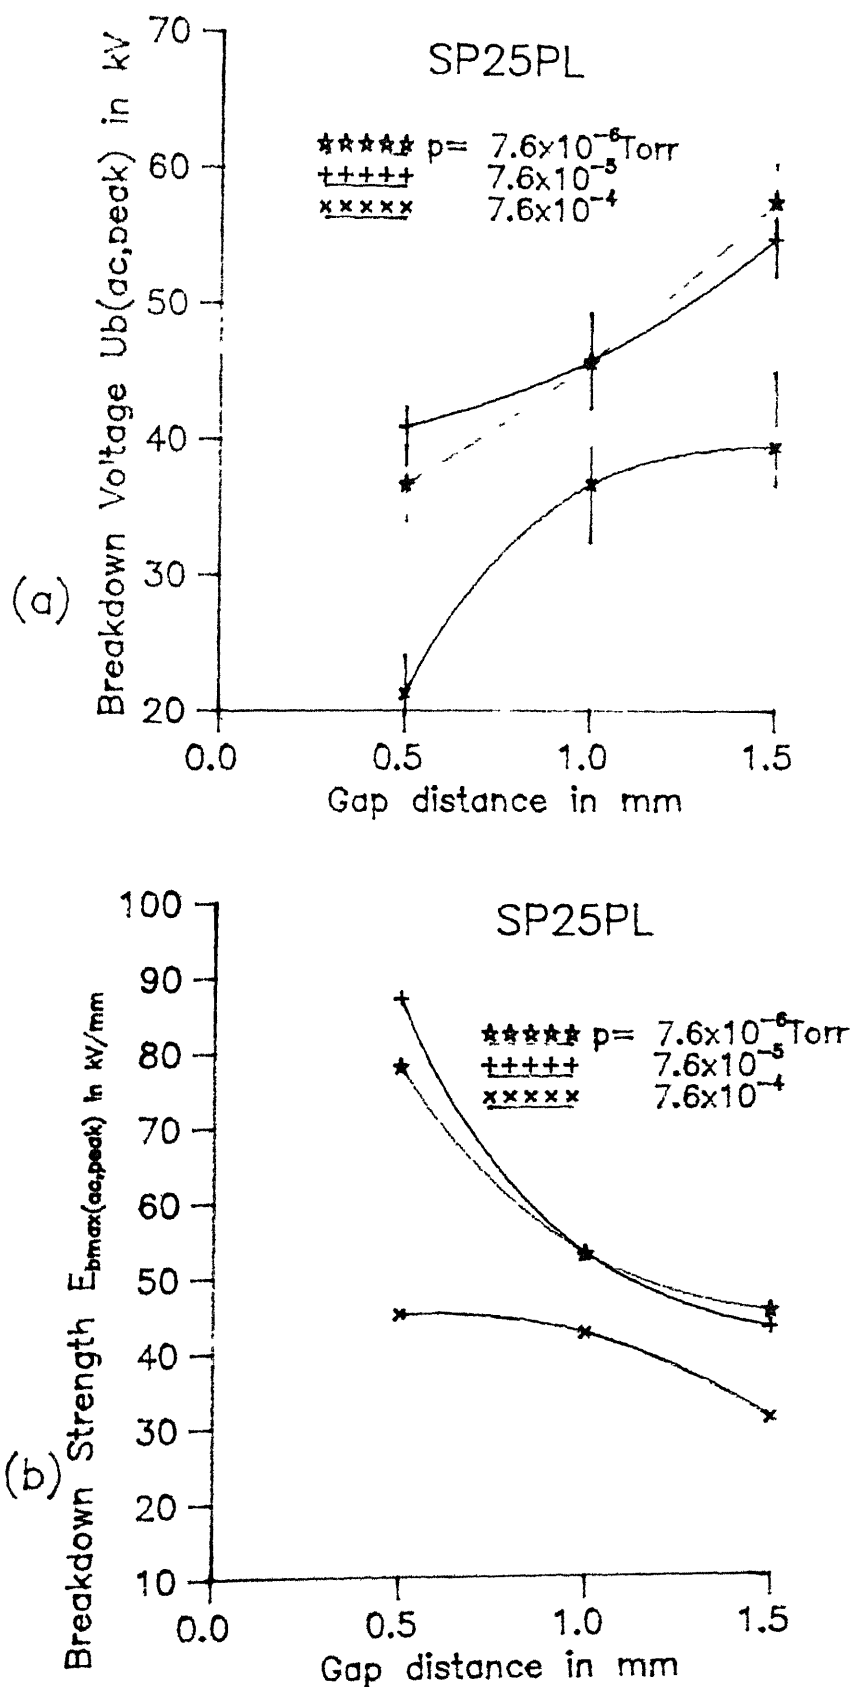 SP25PL
p= 7.6x10⁻⁶Torr
7.6x10⁻⁵
7.6x10⁻⁴
Breakdown Voltage Ub(ac,peak) in kV
70
60
50
40
30
20
(a)
0.0 0.5 1.0 1.5
Gap distance in mm
SP25PL
p= 7.6x10⁻⁶Torr
7.6x10⁻⁵
7.6x10⁻⁴
Breakdown Strength Ebmax(ac,peak) in kV/mm
100
90
80
70
60
50
40
30
20
10
(b)
0.0 0.5 1.0 1.5
Gap distance in mm